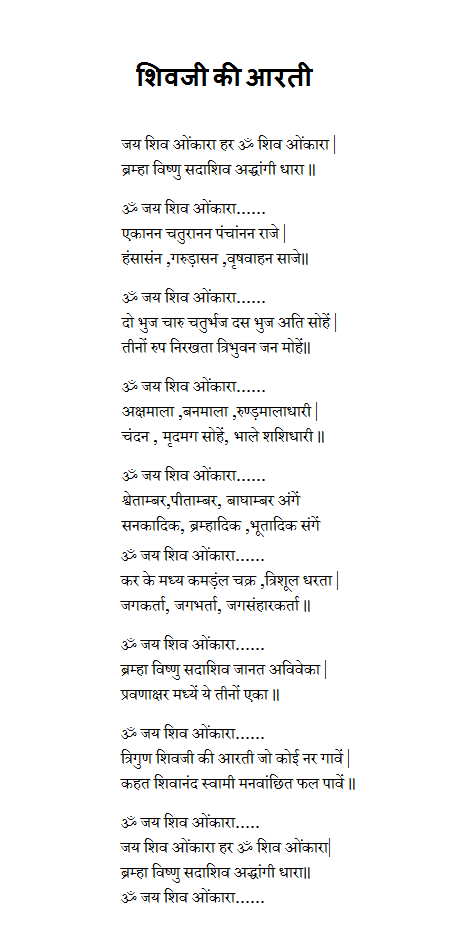 शिवजी की आरती
जय शिव ओंकारा हर ॐ शिव ओंकारा|
ब्रम्हा विष्णु सदाशिव अद्धांगी धारा॥
ॐ जय शिव ओंकारा......
एकानन चतुरानन पंचांनन राजे|
हंसासंन ,गरुड़ासन ,वृषवाहन साजे॥
ॐ जय शिव ओंकारा......
दो भुज चारु चतुर्भज दस भुज अति सोहें|
तीनों रुप निरखता त्रिभुवन जन मोहें॥
ॐ जय शिव ओंकारा......
अक्षमाला ,बनमाला ,रुण्ड़मालाधारी|
चंदन , मृदमग सोहें, भाले शशिधारी॥
ॐ जय शिव ओंकारा......
श्वेताम्बर,पीताम्बर, बाघाम्बर अंगें
सनकादिक, ब्रम्हादिक ,भूतादिक संगें
ॐ जय शिव ओंकारा......
कर के मध्य कमड़ंल चक्र ,त्रिशूल धरता|
जगकर्ता, जगभर्ता, जगसंहारकर्ता॥
ॐ जय शिव ओंकारा......
ब्रम्हा विष्णु सदाशिव जानत अविवेका|
प्रवणाक्षर मध्यें ये तीनों एका॥
ॐ जय शिव ओंकारा......
त्रिगुण शिवजी की आरती जो कोई नर गावें|
कहत शिवानंद स्वामी मनवांछित फल पावें॥
ॐ जय शिव ओंकारा.....
जय शिव ओंकारा हर ॐ शिव ओंकारा|
ब्रम्हा विष्णु सदाशिव अद्धांगी धारा॥
ॐ जय शिव ओंकारा......